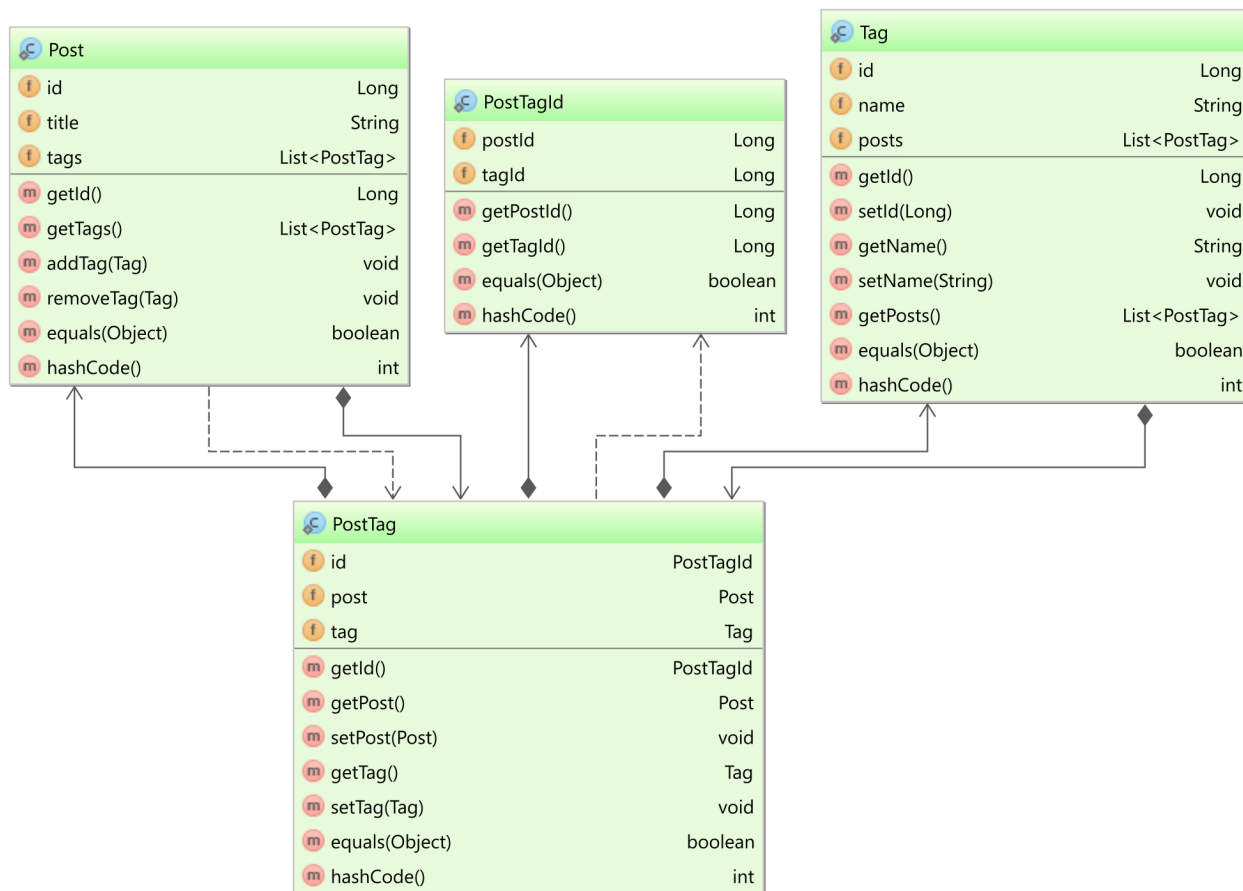 Post
id Long
title String
tags List<PostTag>
getId() Long
getTags() List<PostTag>
addTag(Tag) void
removeTag(Tag) void
equals(Object) boolean
hashCode() int
PostTagId
postId Long
tagId Long
getPostId() Long
getTagId() Long
equals(Object) boolean
hashCode() int
Tag
id Long
name String
posts List<PostTag>
getId() Long
setId(Long) void
getName() String
setName(String) void
getPosts() List<PostTag>
equals(Object) boolean
hashCode() int
PostTag
id PostTagId
post Post
tag Tag
getId() PostTagId
getPost() Post
setPost(Post) void
getTag() Tag
setTag(Tag) void
equals(Object) boolean
hashCode() int